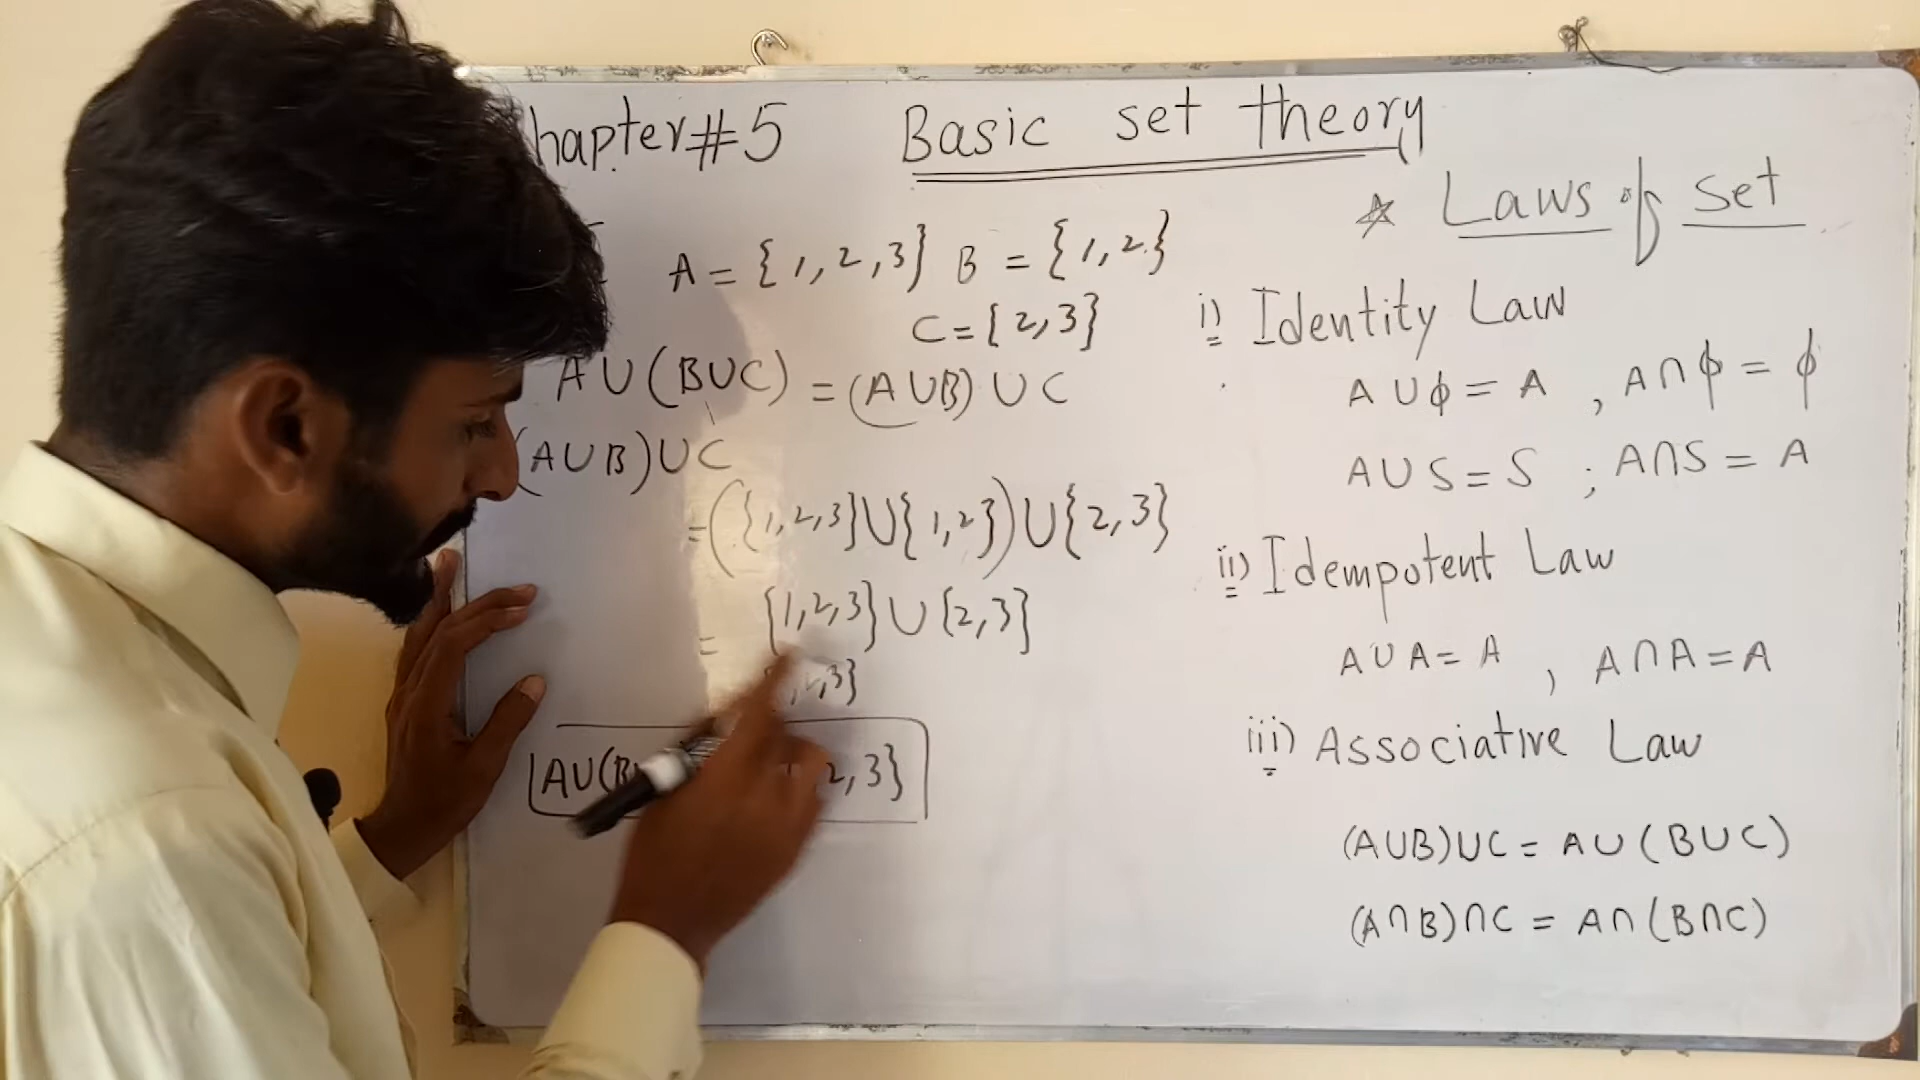 hapter#5 Basic set theory
* Laws of set
A = {1,2,3} B = {1,2}
C = {2,3}
A∪(B∪C) = (A∪B)∪C
(A∪B)∪C
=({1,2,3}∪{1,2})∪{2,3}
= {1,2,3}∪{2,3}
,2,3}
A∪(B 2,3}
i) Identity Law
A∪ϕ = A , A∩ϕ = ϕ
A∪S = S ; A∩S = A
ii) Idempotent Law
A∪A = A , A∩A = A
iii) Associative Law
(A∪B)∪C = A∪(B∪C)
(A∩B)∩C = A∩(B∩C)